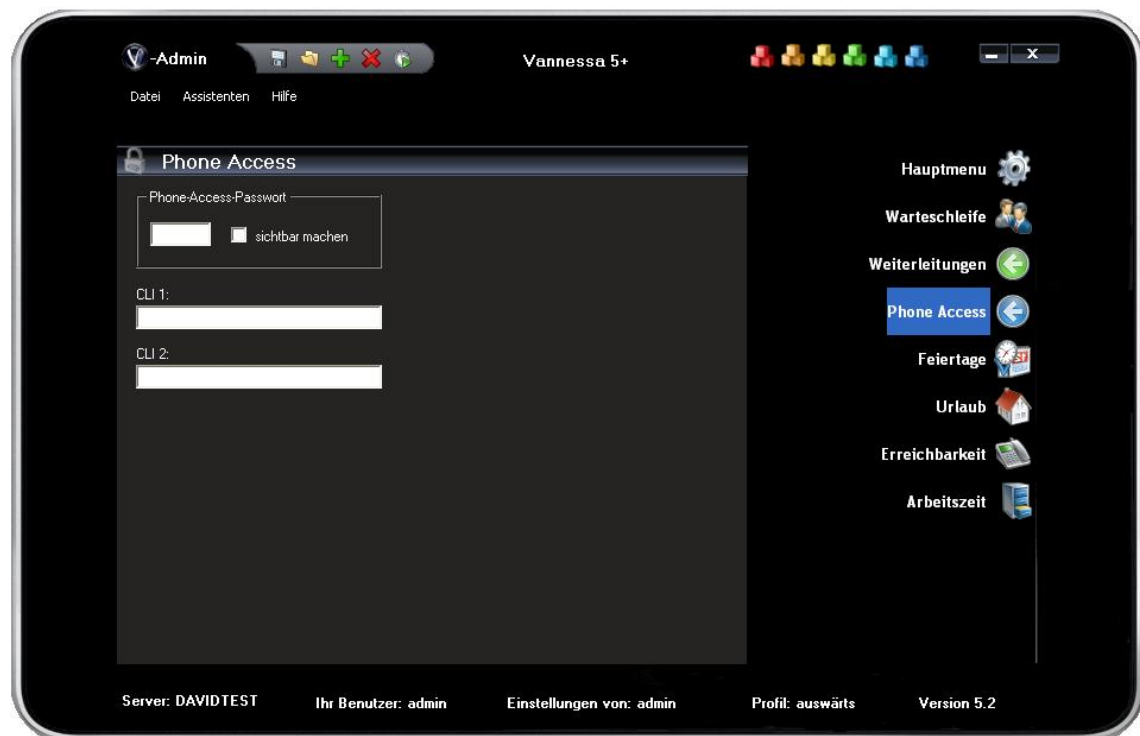 V-Admin
Vannessa 5+
X
Datei Assistenten Hilfe
Phone Access
Phone-Access-Passwort
sichtbar machen
CLI 1:
CLI 2:
Hauptmenu
Warteschleife
Weiterleitungen
Phone Access
Feiertage
Urlaub
Erreichbarkeit
Arbeitszeit
Server: DAVIDTEST Ihr Benutzer: admin Einstellungen von: admin Profil: auswärts Version 5.2